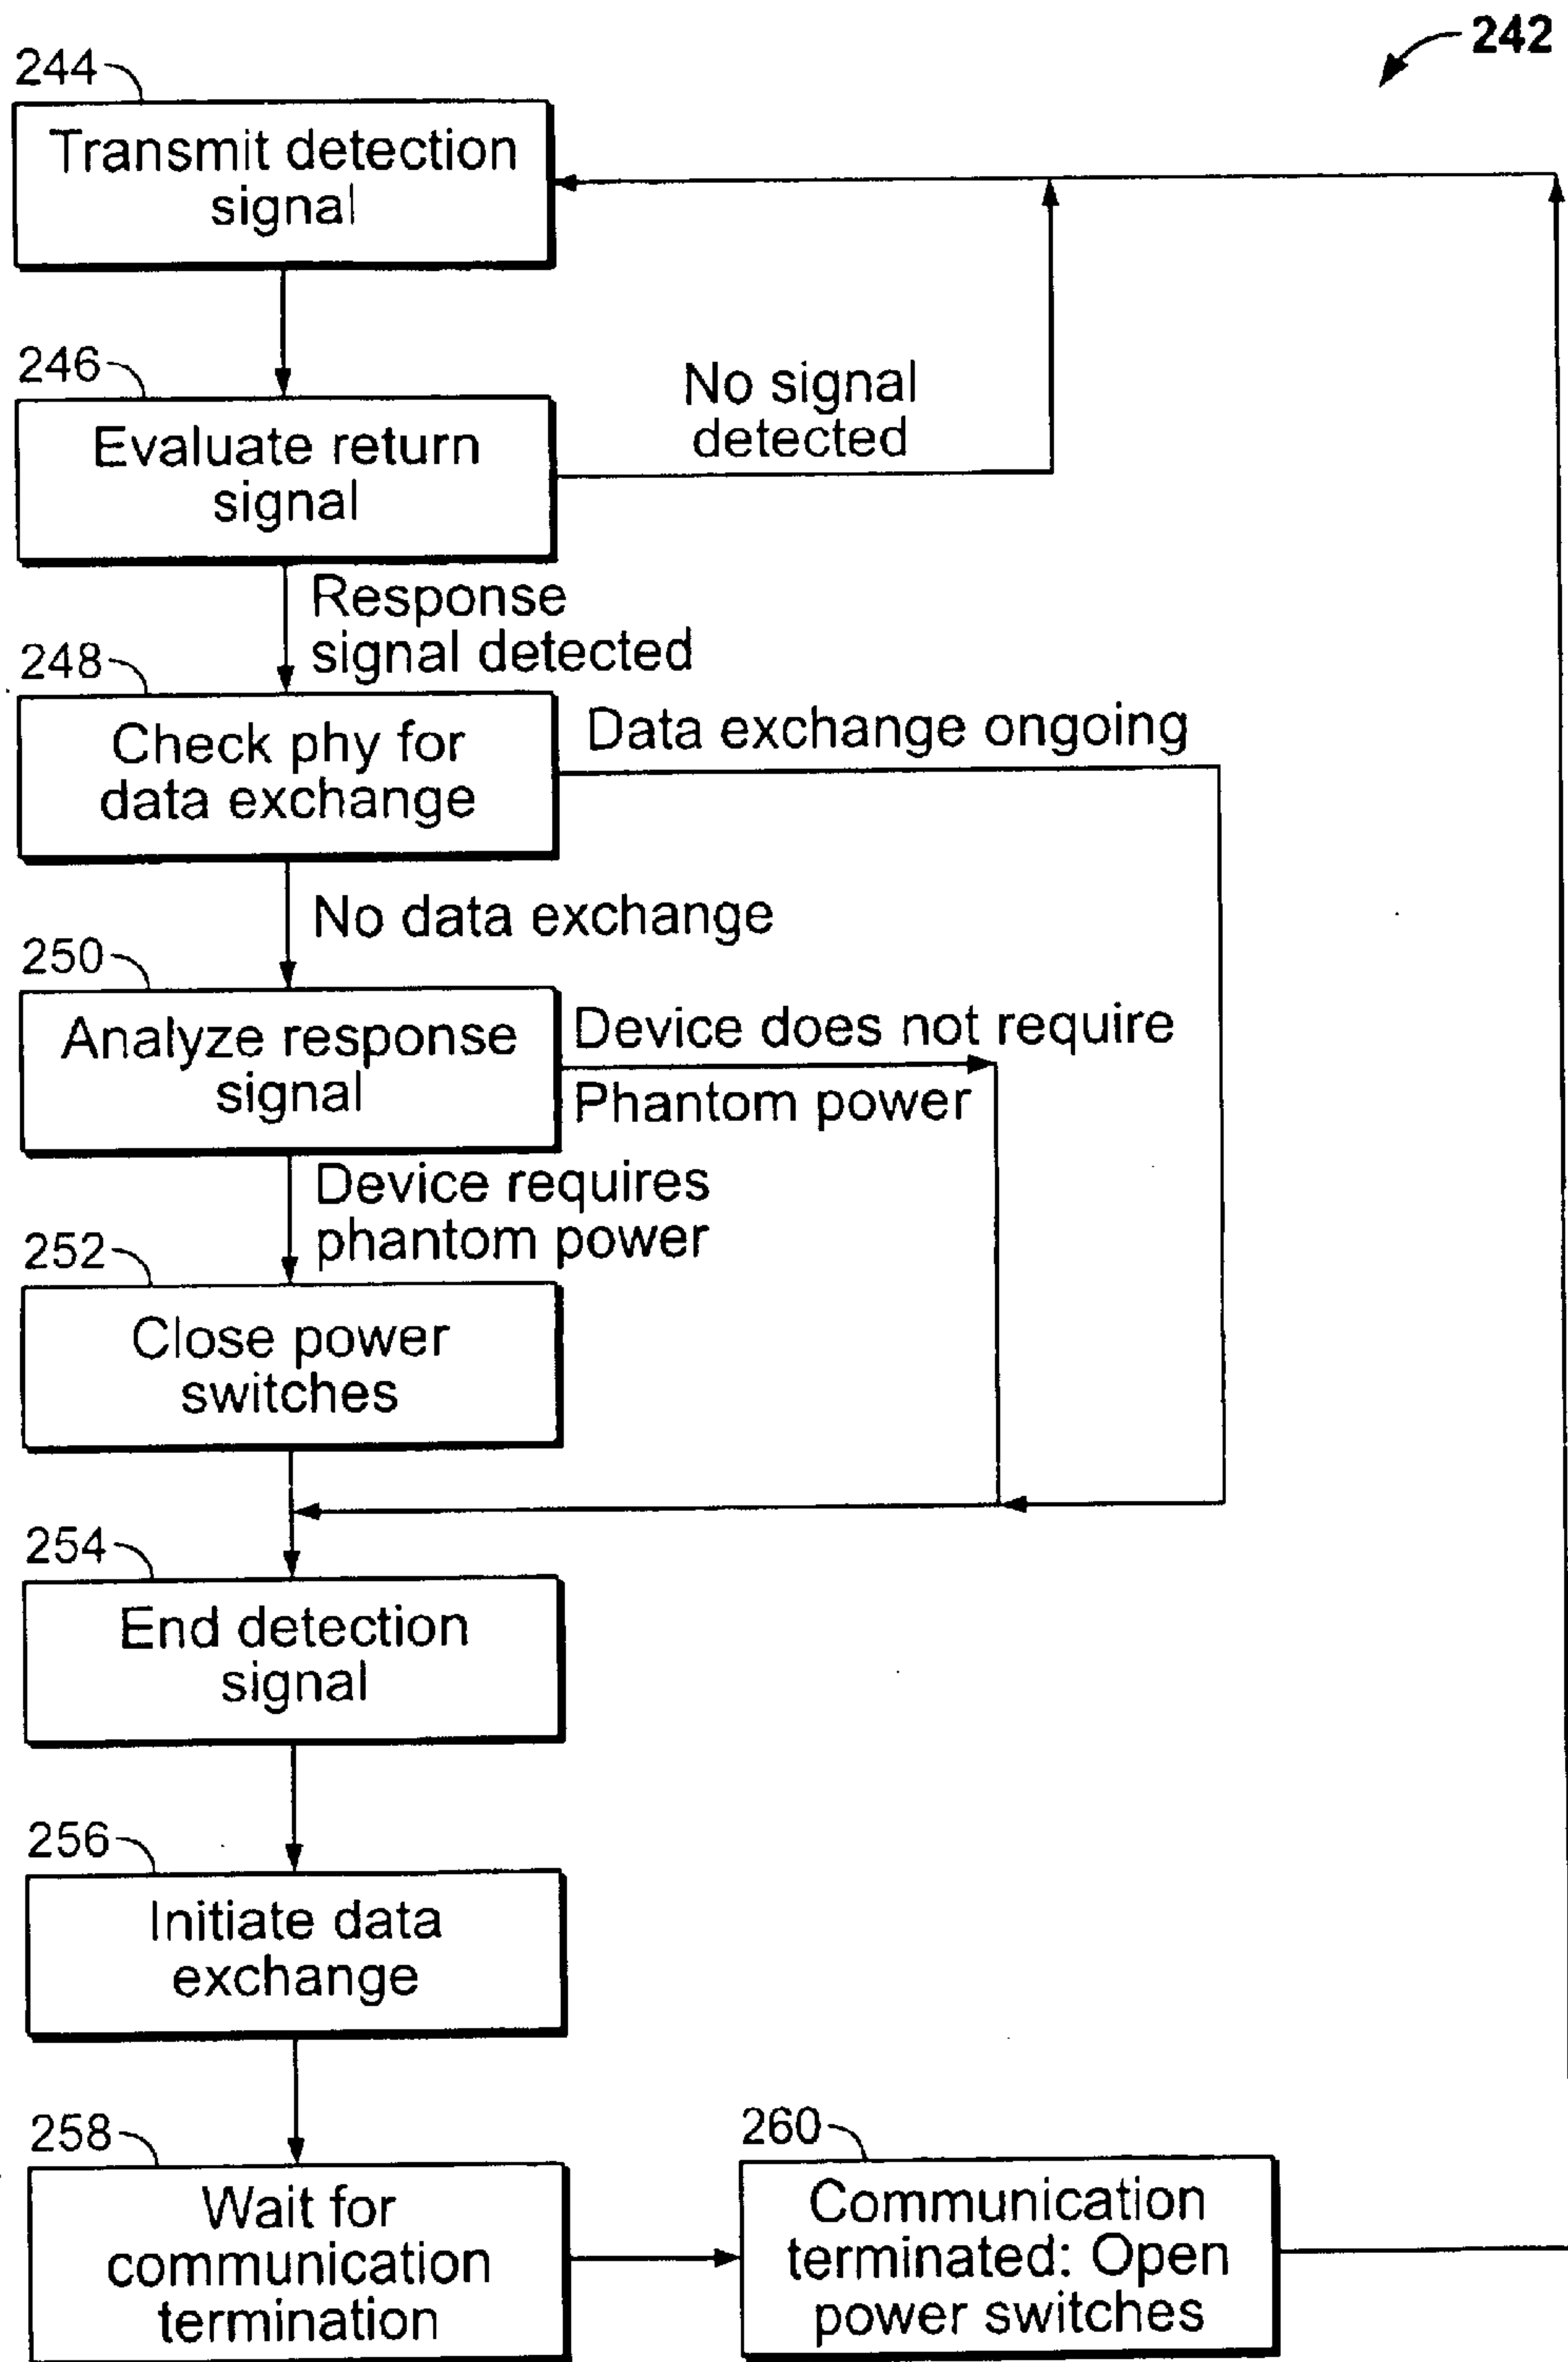 242
244
Transmit detection
signal
246
Evaluate return
signal
No signal
detected
Response
signal detected
248
Check phy for
data exchange
Data exchange ongoing
No data exchange
250
Analyze response
signal
Device does not require
Phantom power
Device requires
phantom power
252
Close power
switches
254
End detection
signal
256
Initiate data
exchange
258
Wait for
communication
termination
260
Communication
terminated: Open
power switches